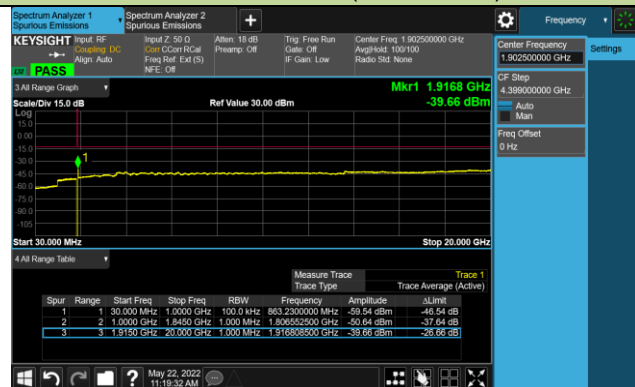 Spectrum Analyzer 1
Spurious Emissions
Spectrum Analyzer 2
Spurious Emissions
Frequency
KEYSIGHT
Input: RF
Coupling: DC
Align: Auto
Input Z: 50 Ω
Corr CCorr RCal
Freq Ref: Ext (S)
NFE: Off
Atten: 18 dB
Preamp: Off
Trig: Free Run
Gate: Off
IF Gain: Low
Center Freq: 1.902500000 GHz
Avg|Hold: 100/100
Radio Std: None
PASS
Center Frequency
1.902500000 GHz
Settings
CF Step
4.399000000 GHz
Auto
Man
Freq Offset
0 Hz
3 All Range Graph
Mkr1 1.9168 GHz
Scale/Div 15.0 dB
Ref Value 30.00 dBm
-39.66 dBm
Log
15.0
0.00
-15.0
-30.0
-45.0
-60.0
-75.0
-90.0
-105
1
Start 30.000 MHz
Stop 20.000 GHz
4 All Range Table
Measure Trace Trace 1
Trace Type Trace Average (Active)
Spur Range Start Freq Stop Freq RBW Frequency Amplitude ΔLimit
1 1 30.000 MHz 1.0000 GHz 100.0 kHz 863.2300000 MHz -59.54 dBm -46.54 dB
2 2 1.0000 GHz 1.8450 GHz 1.000 MHz 1.806552500 GHz -50.64 dBm -37.64 dB
3 3 1.9150 GHz 20.000 GHz 1.000 MHz 1.916808500 GHz -39.66 dBm -26.66 dB
May 22, 2022
11:19:32 AM